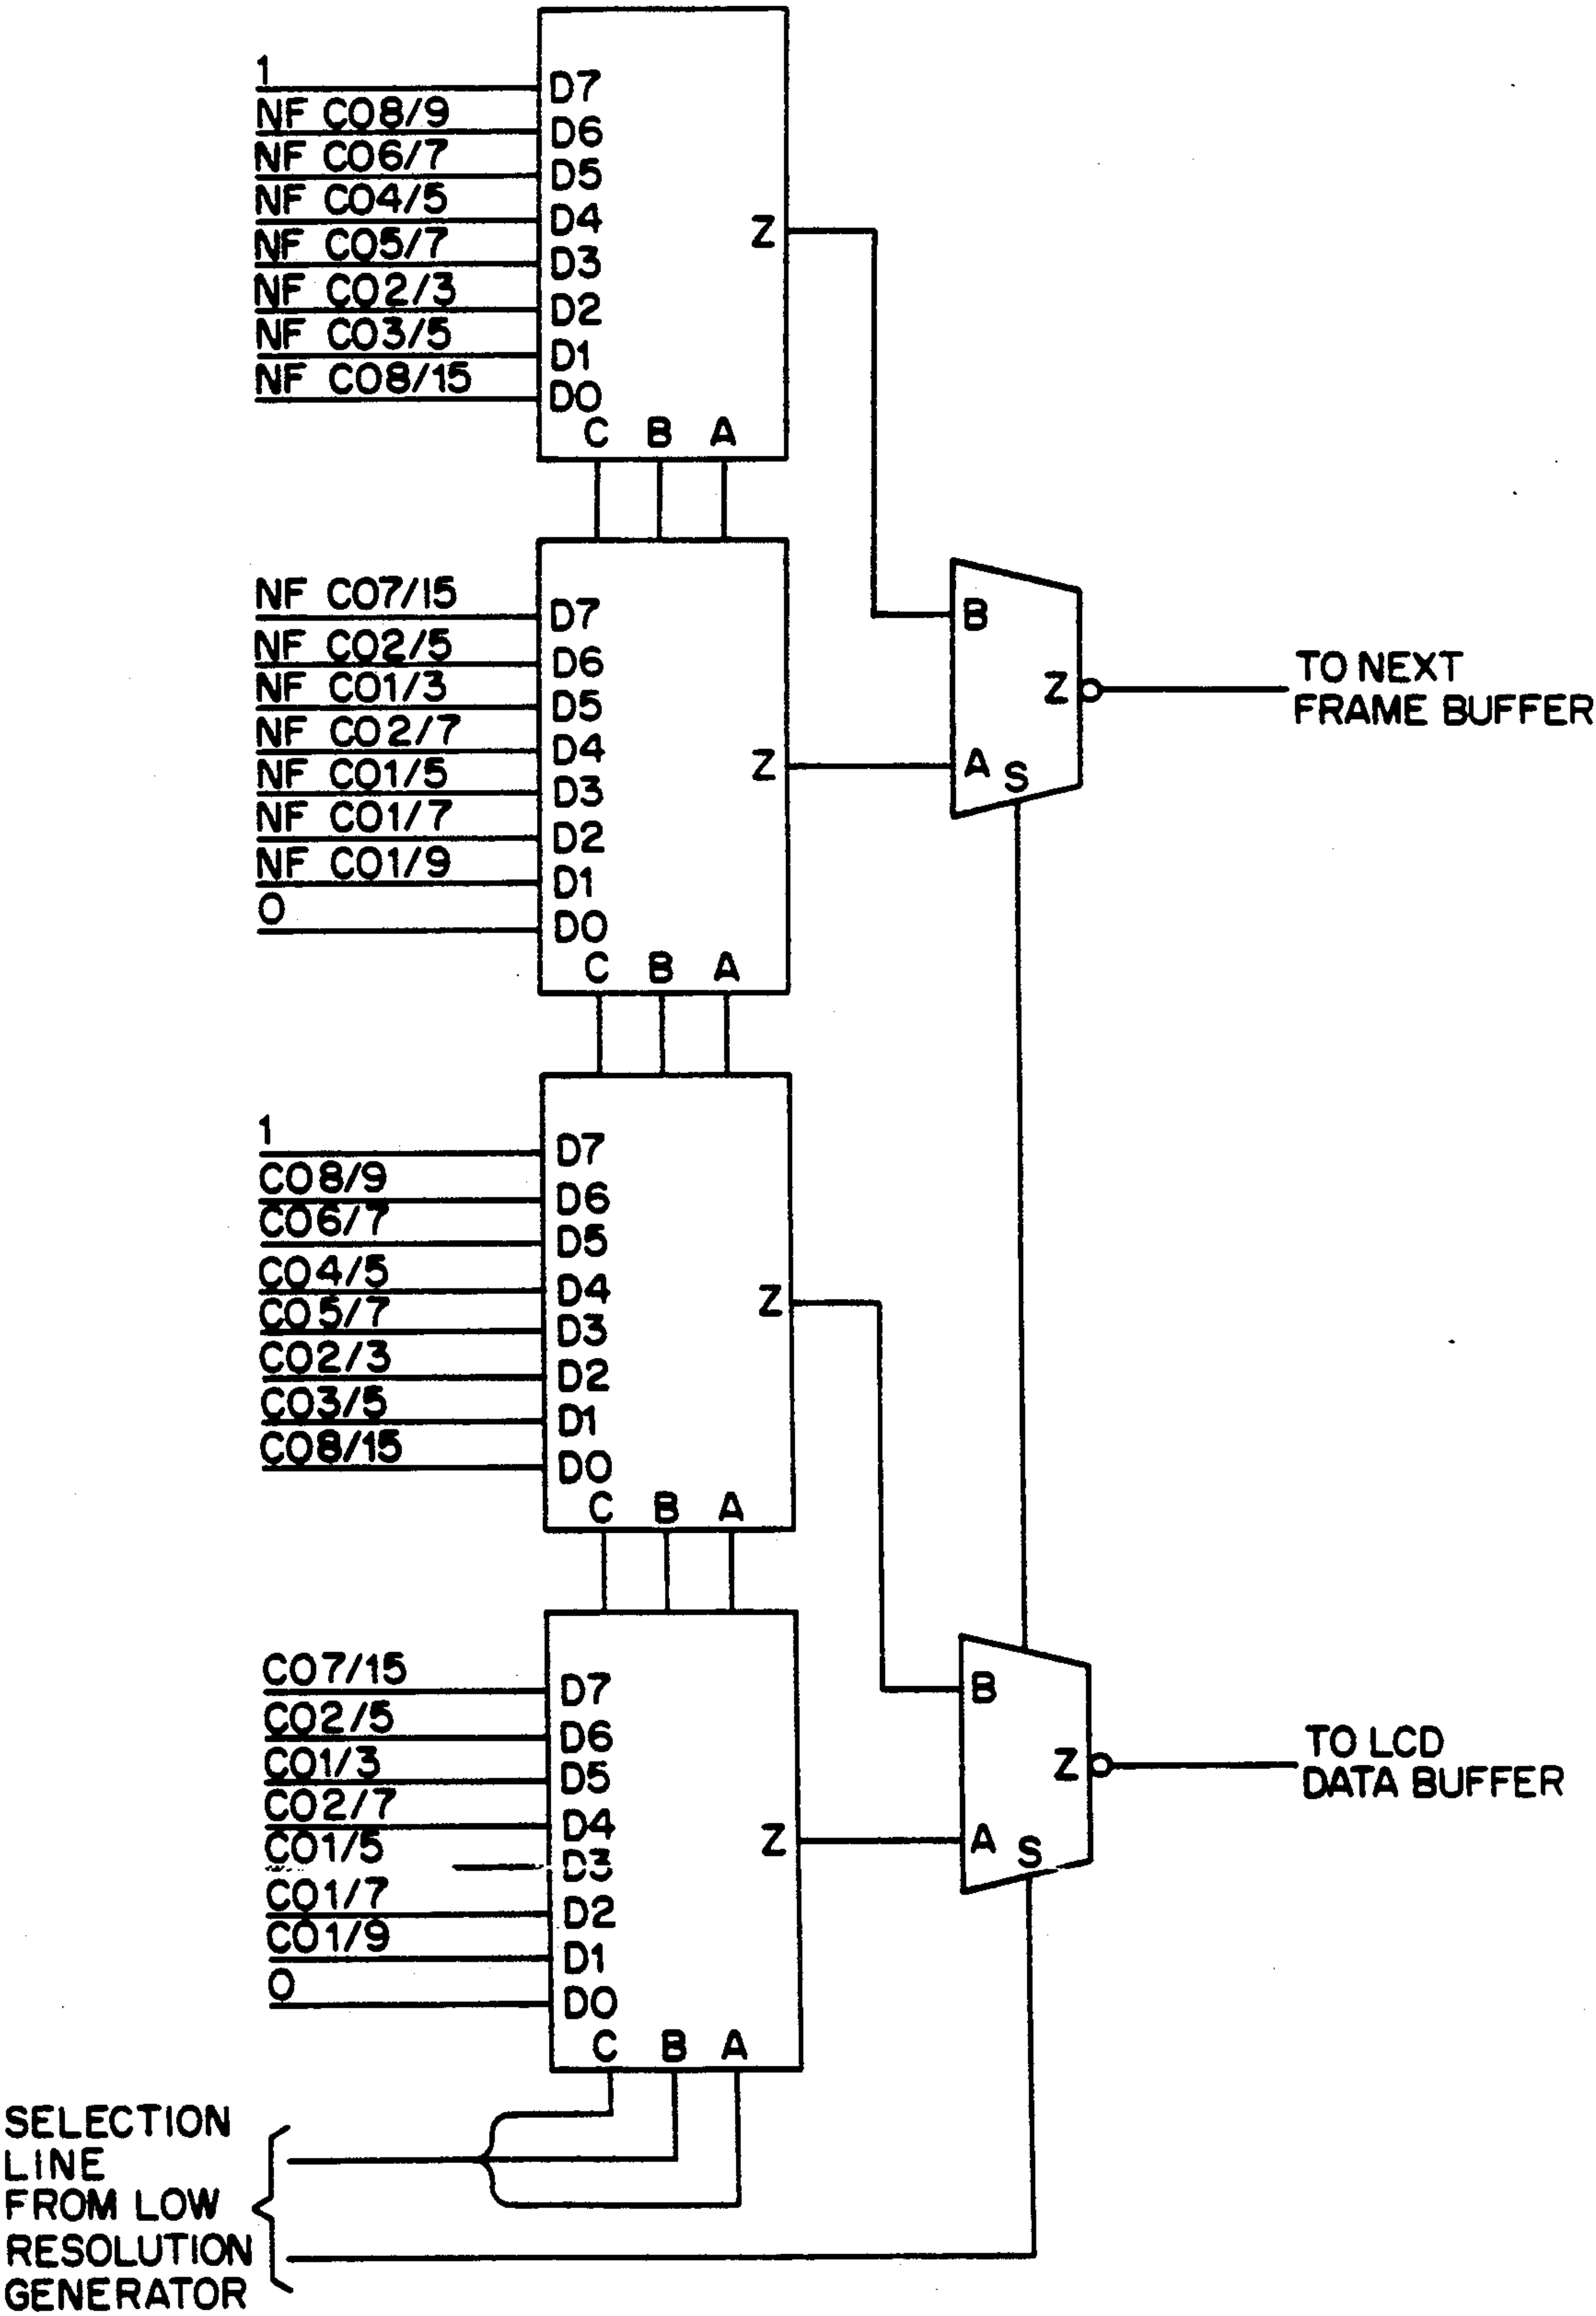 1
D7
NF CO8/9
D6
NF CO6/7
D5
NF CO4/5
D4
NF CO5/7
D3
NF CO2/3
D2
NF CO3/5
D1
NF CO8/15
D0
Z
C B A
NF CO7/15
D7
NF CO2/5
D6
NF CO1/3
D5
NF CO2/7
D4
NF CO1/5
D3
NF CO1/7
D2
NF CO1/9
D1
0
D0
Z
C B A
B
A
S
Z
TO NEXT
FRAME BUFFER
1
D7
CO8/9
D6
CO6/7
D5
CO4/5
D4
CO5/7
D3
CO2/3
D2
CO3/5
D1
CO8/15
D0
Z
C B A
CO7/15
D7
CO2/5
D6
CO1/3
D5
CO2/7
D4
CO1/5
D3
CO1/7
D2
CO1/9
D1
0
D0
Z
C B A
B
A
S
Z
TO LCD
DATA BUFFER
SELECTION
LINE
FROM LOW
RESOLUTION
GENERATOR